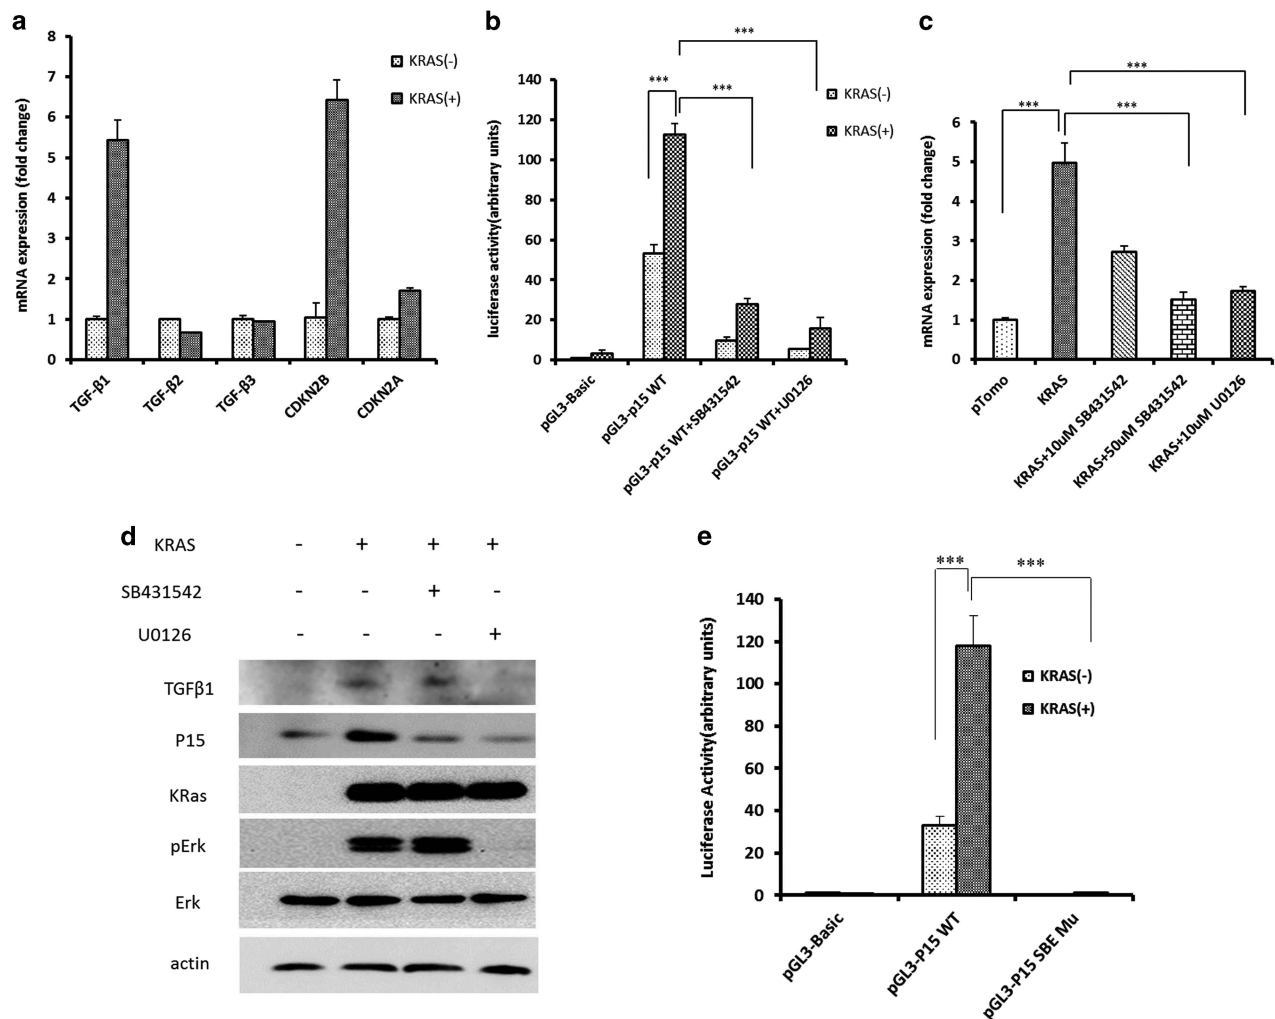 a
mRNA expression (fold change)
8
7
6
5
4
3
2
1
0
KRAS(-)
KRAS(+)
TGF-β1
TGF-β2
TGF-β3
CDKN2B
CDKN2A
b
luciferase activity(arbitrary units)
140
120
100
80
60
40
20
0
***
***
***
KRAS(-)
KRAS(+)
pGL3-Basic
pGL3-p15 WT
pGL3-p15 WT+SB431542
pGL3-p15 WT+U0126
c
mRNA expression (fold change)
6
5
4
3
2
1
0
***
***
***
pTomo
KRAS
KRAS+10uM SB431542
KRAS+50uM SB431542
KRAS+10uM U0126
d
KRAS - + + +
SB431542 - - + -
U0126 - - - +
TGFβ1
P15
KRas
pErk
Erk
actin
e
Luciferase Activity(arbitrary units)
140
120
100
80
60
40
20
0
***
***
KRAS(-)
KRAS(+)
pGL3-Basic
pGL3-P15 WT
pGL3-P15 SBE Mu